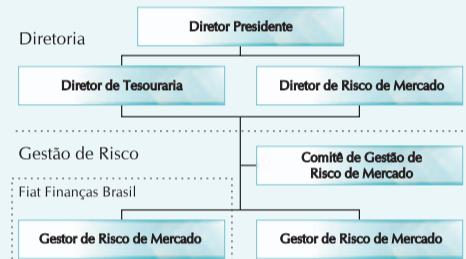 Diretor Presidente
Diretoria
Diretor de Tesouraria
Diretor de Risco de Mercado
Gestão de Risco
Comitê de Gestão de
Risco de Mercado
Fiat Finanças Brasil
Gestor de Risco de Mercado
Gestor de Risco de Mercado